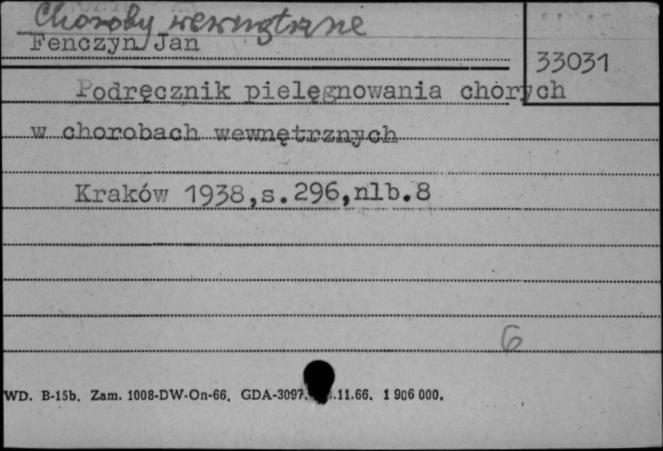 Choroby wewnętrzne
Fenczyn Jan
33031
Podręcznik pielęgnowania chorych
w chorobach wewnętrznych
Kraków 1938,s.296,nlb.8
6
WD. B-15b. Zam. 1008-DW-On-66. GDA-3097. .11.66. 1 906 000.